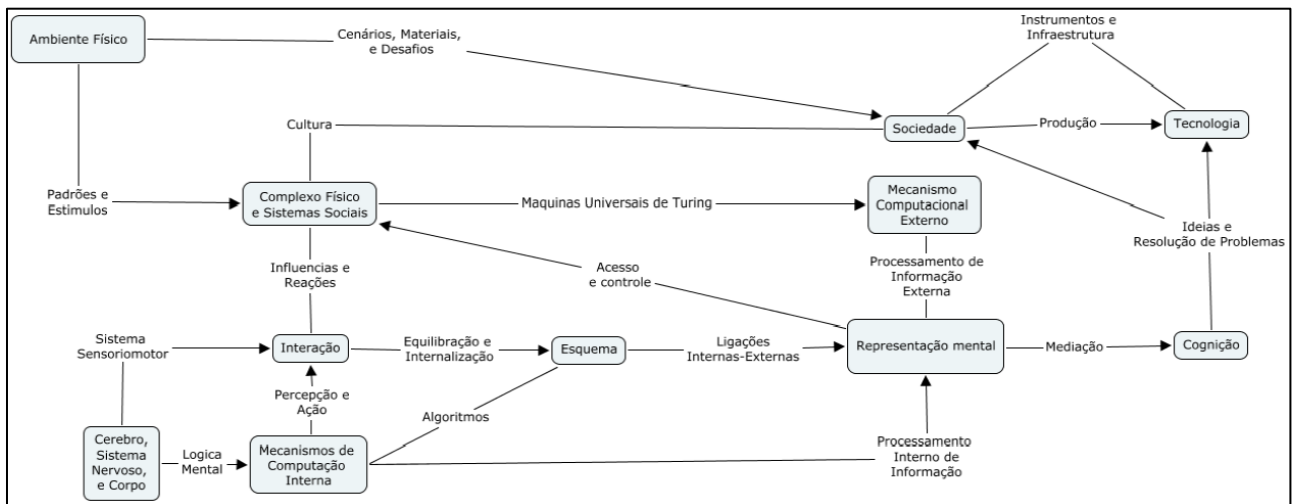 Ambiente Físico
Cenários, Materiais,
e Desafios
Instrumentos e
Infraestrutura
Cultura
Sociedade
Produção
Tecnologia
Padrões e
Estimulos
Complexo Físico
e Sistemas Sociais
Maquinas Universais de Turing
Mecanismo
Computacional
Externo
Ideias e
Resolução de Problemas
Influencias e
Reações
Acesso
e controle
Processamento de
Informação
Externa
Sistema
Sensoriomotor
Interação
Equilibração e
Internalização
Esquema
Ligações
Internas-Externas
Representação mental
Mediação
Cognição
Percepção e
Ação
Algoritmos
Cerebro,
Sistema
Nervoso,
e Corpo
Logica
Mental
Mecanismos de
Computação
Interna
Processamento
Interno de
Informação